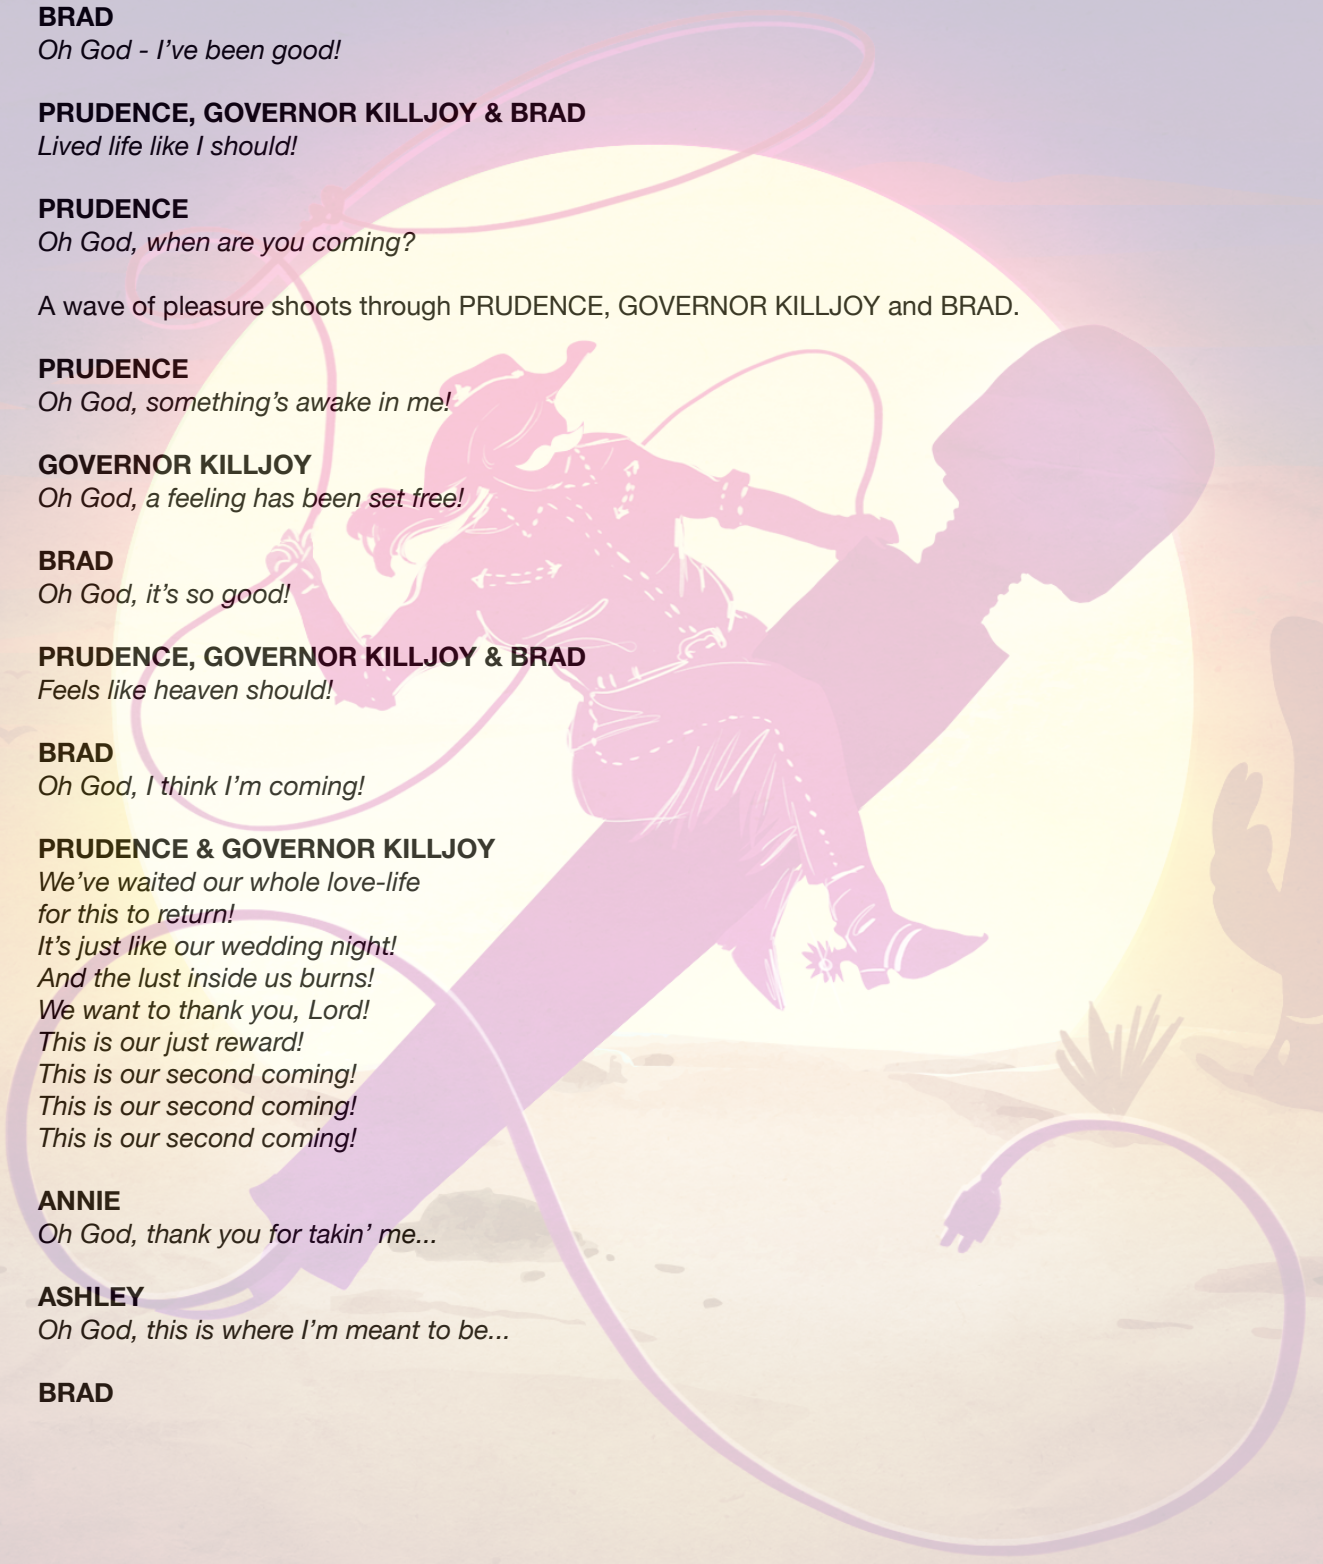 BRAD
Oh God - I’ve been good!
PRUDENCE, GOVERNOR KILLJOY & BRAD
Lived life like I should!
PRUDENCE
Oh God, when are you coming?
A wave of pleasure shoots through PRUDENCE, GOVERNOR KILLJOY and BRAD.
PRUDENCE
Oh God, something’s awake in me!
GOVERNOR KILLJOY
Oh God, a feeling has been set free!
BRAD
Oh God, it’s so good!
PRUDENCE, GOVERNOR KILLJOY & BRAD
Feels like heaven should!
BRAD
Oh God, I think I’m coming!
PRUDENCE & GOVERNOR KILLJOY
We’ve waited our whole love-life
for this to return!
It’s just like our wedding night!
And the lust inside us burns!
We want to thank you, Lord!
This is our just reward!
This is our second coming!
This is our second coming!
This is our second coming!
ANNIE
Oh God, thank you for takin’ me...
ASHLEY
Oh God, this is where I’m meant to be...
BRAD